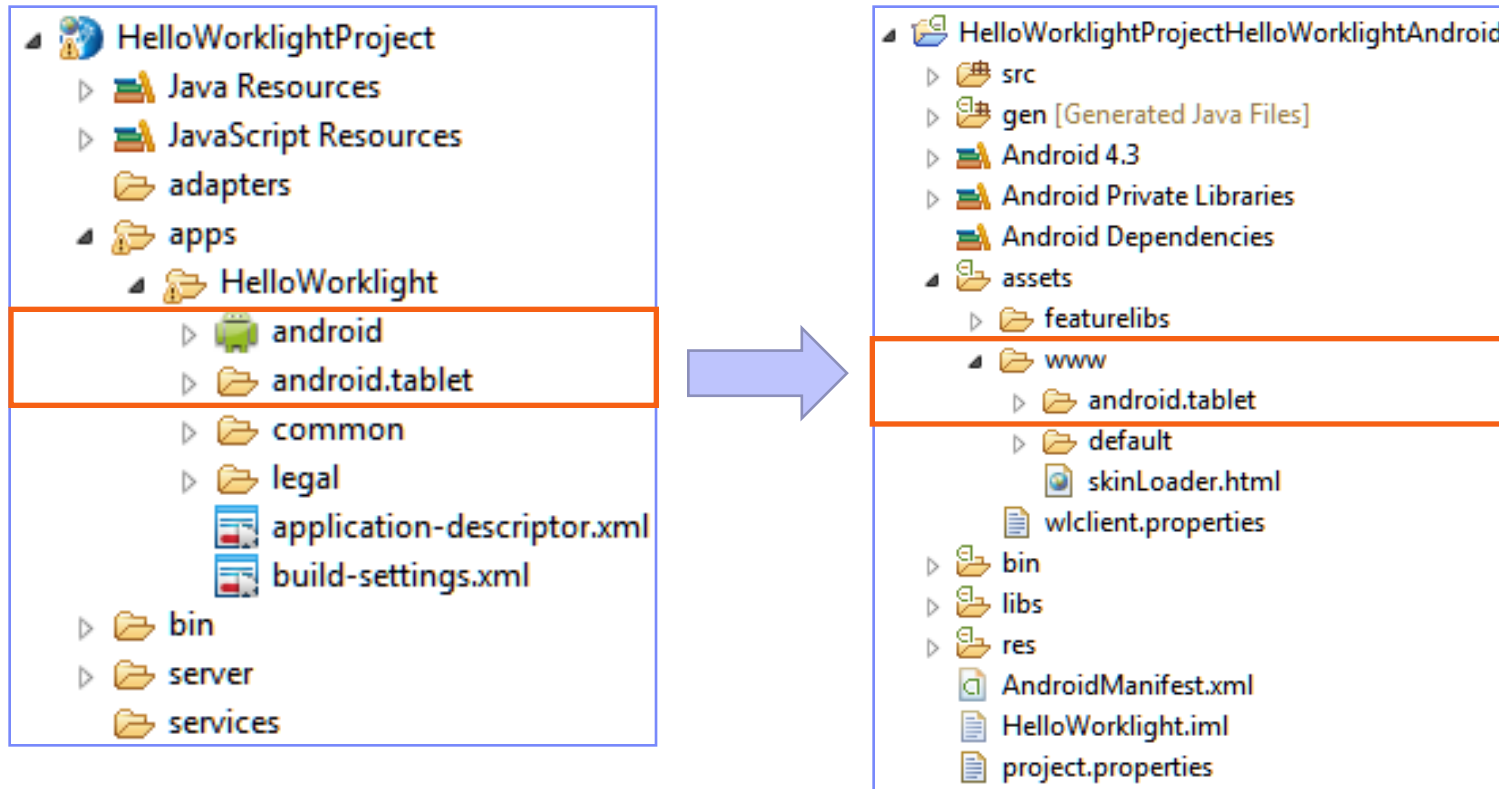 HelloWorklightProject
Java Resources
JavaScript Resources
adapters
apps
HelloWorklight
android
android.tablet
common
legal
application-descriptor.xml
build-settings.xml
bin
server
services
HelloWorklightProjectHelloWorklightAndroid
src
gen [Generated Java Files]
Android 4.3
Android Private Libraries
Android Dependencies
assets
featurelibs
www
android.tablet
default
skinLoader.html
wlclient.properties
bin
libs
res
AndroidManifest.xml
HelloWorklight.iml
project.properties